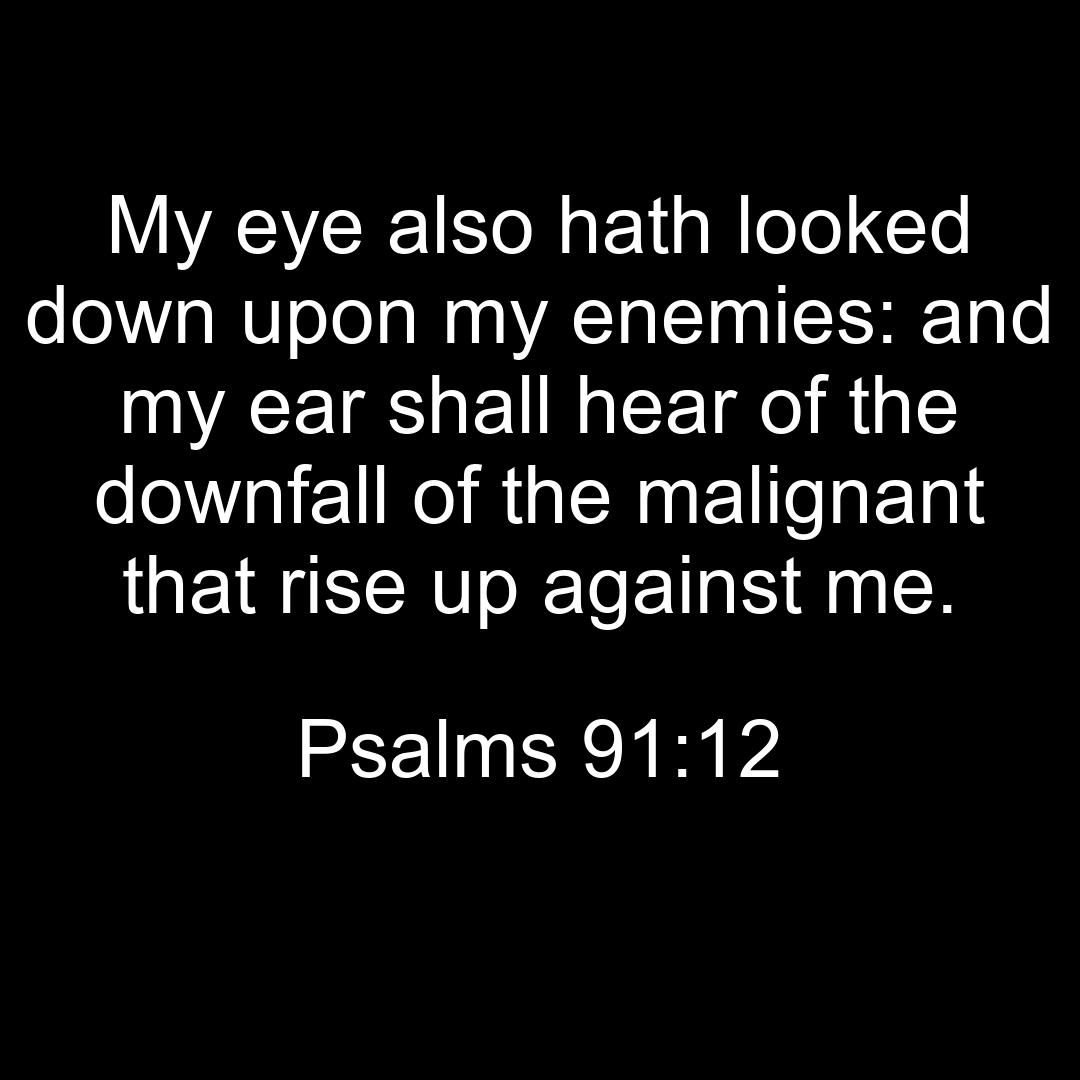 My eye also hath looked
down upon my enemies: and
my ear shall hear of the
downfall of the malignant
that rise up against me.
Psalms 91:12